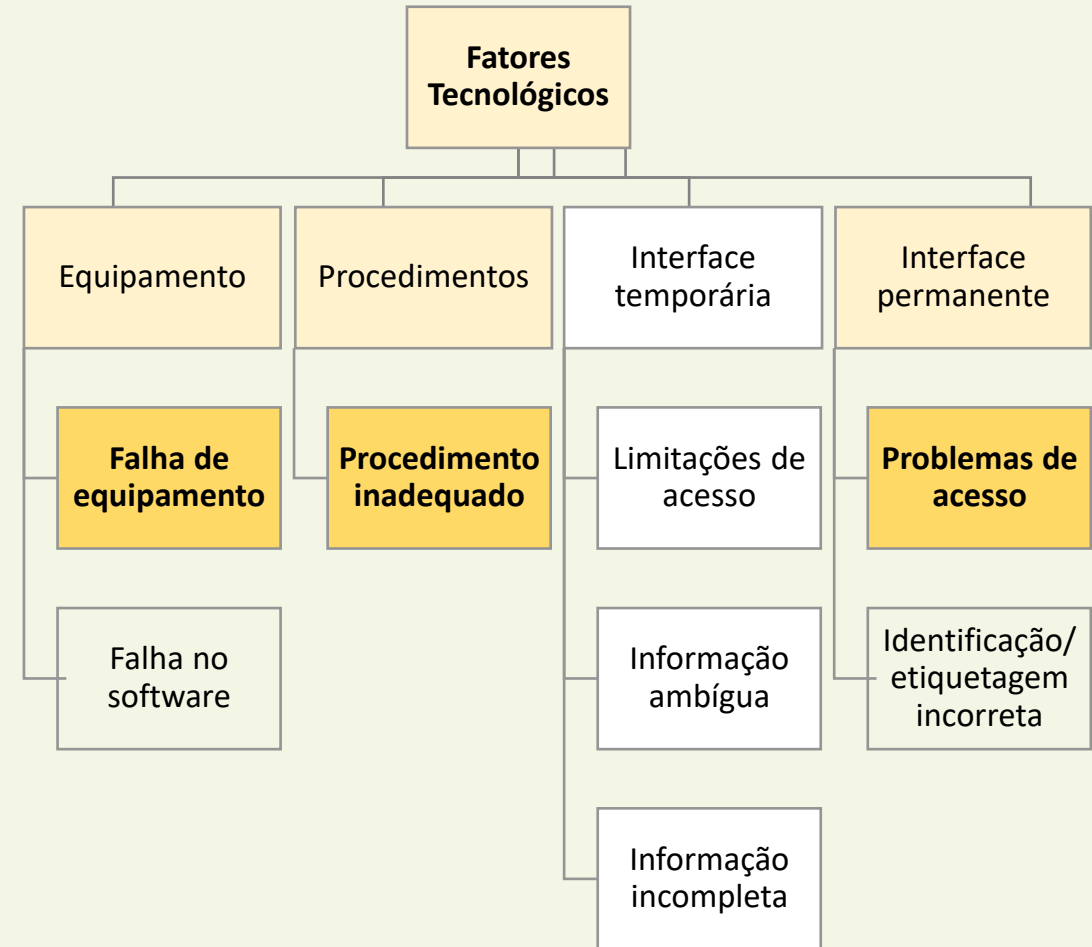 Fatores
Tecnológicos
Equipamento
Procedimentos
Interface
temporária
Interface
permanente
Falha de
equipamento
Procedimento
inadequado
Limitações de
acesso
Problemas de
acesso
Falha no
software
Informação
ambígua
Identificação/
etiquetagem
incorreta
Informação
incompleta